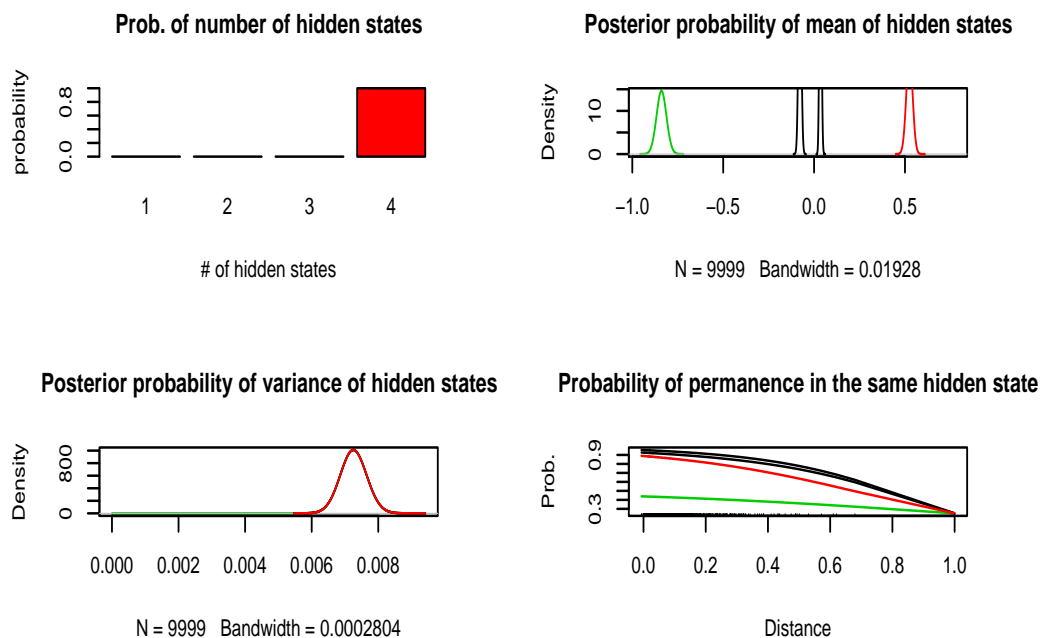 Prob. of number of hidden states
probability
0.0 0.8
1 2 3 4
# of hidden states
Posterior probability of mean of hidden states
Density
0 10
−1.0 −0.5 0.0 0.5
N = 9999 Bandwidth = 0.01928
Posterior probability of variance of hidden states
Density
0 800
0.000 0.002 0.004 0.006 0.008
N = 9999 Bandwidth = 0.0002804
Probability of permanence in the same hidden state
Prob.
0.3 0.9
0.0 0.2 0.4 0.6 0.8 1.0
Distance